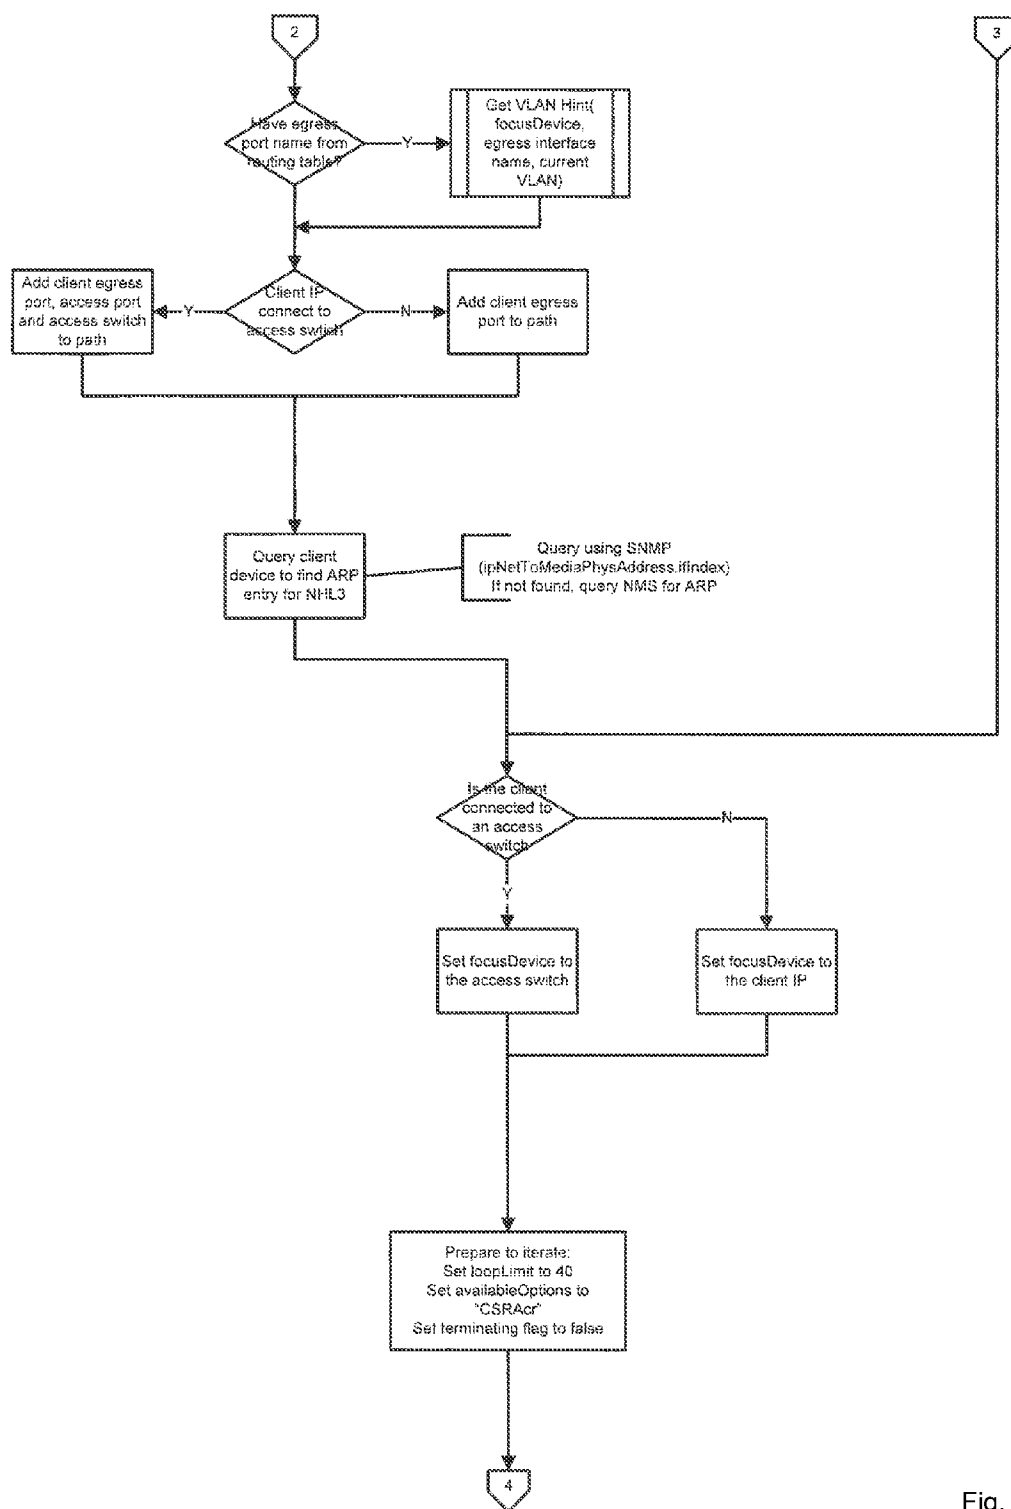 2
3
Have egress
port name from
routing table?
Y
Get VLAN Hint(
focusDevice,
egress interface
name, current
VLAN)
Add client egress
port, access port
and access switch
to path
Y
Client IP
connect to
access swtich
N
Add client egress
port to path
Query client
device to find ARP
entry for NHL3
Query using SNMP
(ipNetToMediaPhysAddress.ifIndex)
If not found, query NMS for ARP
Is the client
connected to
an access
switch
N
Y
Set focusDevice to
the access switch
Set focusDevice to
the client IP
Prepare to iterate:
Set loopLimit to 40
Set availableOptions to
"CSRAcr"
Set terminating flag to false
4
Fig.